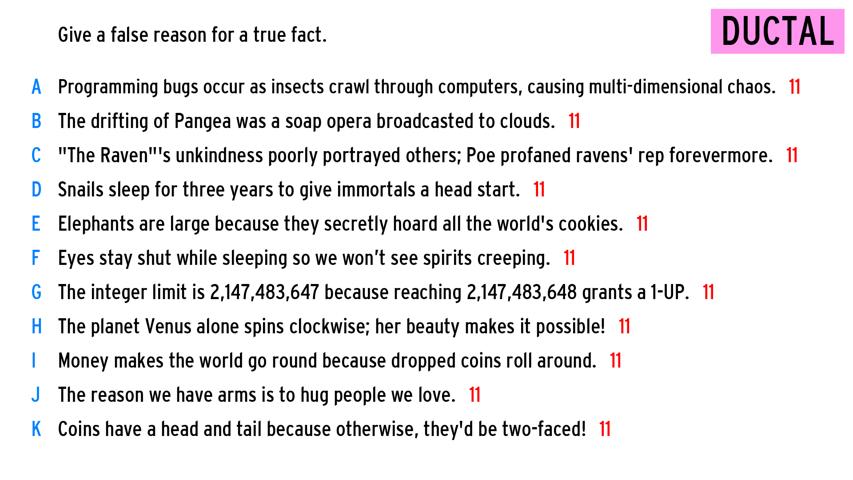 Give a false reason for a true fact.
DUCTAL
A Programming bugs occur as insects crawl through computers, causing multi-dimensional chaos. 11
B The drifting of Pangea was a soap opera broadcasted to clouds. 11
C "The Raven"'s unkindness poorly portrayed others; Poe profaned ravens' rep forevermore. 11
D Snails sleep for three years to give immortals a head start. 11
E Elephants are large because they secretly hoard all the world's cookies. 11
F Eyes stay shut while sleeping so we won’t see spirits creeping. 11
G The integer limit is 2,147,483,647 because reaching 2,147,483,648 grants a 1-UP. 11
H The planet Venus alone spins clockwise; her beauty makes it possible! 11
I Money makes the world go round because dropped coins roll around. 11
J The reason we have arms is to hug people we love. 11
K Coins have a head and tail because otherwise, they'd be two-faced! 11